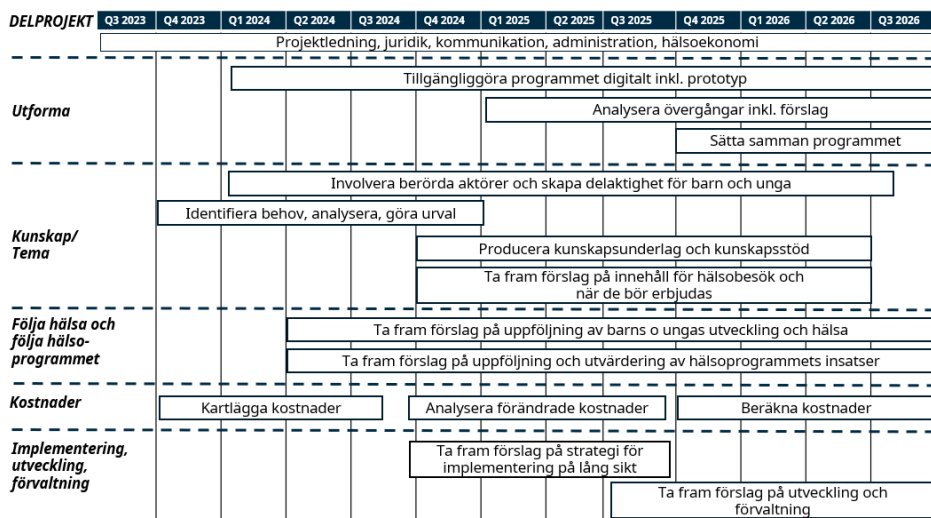 DELPROJEKT Q3 2023 Q4 2023 Q1 2024 Q2 2024 Q3 2024 Q4 2024 Q1 2025 Q2 2025 Q3 2025 Q4 2025 Q1 2026 Q2 2026 Q3 2026
Projektledning, juridik, kommunikation, administration, hälsoekonomi
Utforma
Tillgängliggöra programmet digitalt inkl. prototyp
Analysera övergångar inkl. förslag
Sätta samman programmet
Kunskap/
Tema
Involvera berörda aktörer och skapa delaktighet för barn och unga
Identifiera behov, analysera, göra urval
Producera kunskapsunderlag och kunskapsstöd
Ta fram förslag på innehåll för hälsobesök och
när de bör erbjudas
Följa hälsa och
följa hälso-
programmet
Ta fram förslag på uppföljning av barns o ungas utveckling och hälsa
Ta fram förslag på uppföljning och utvärdering av hälsoprogrammets insatser
Kostnader
Kartlägga kostnader
Analysera förändrade kostnader
Beräkna kostnader
Implementering,
utveckling,
förvaltning
Ta fram förslag på strategi för
implementering på lång sikt
Ta fram förslag på utveckling och
förvaltning